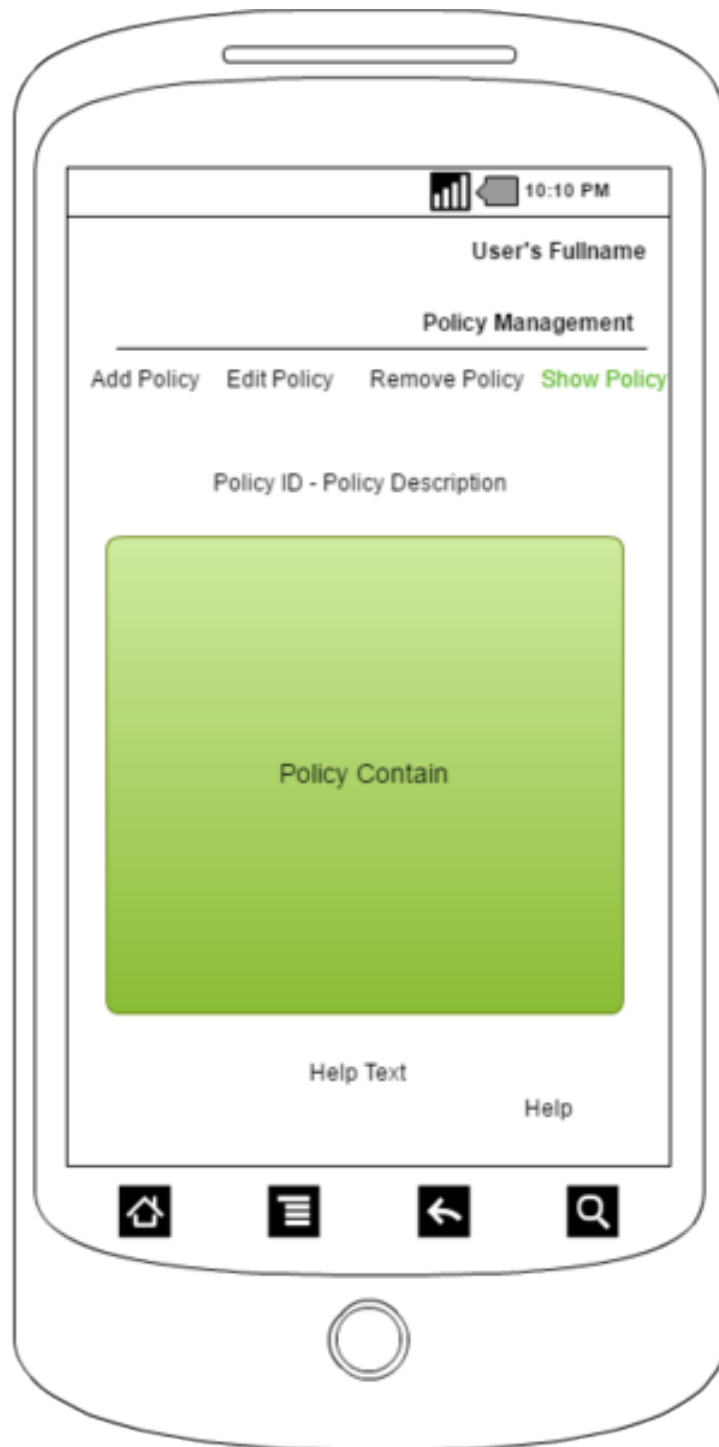 10:10 PM
User's Fullname
Policy Management
Add Policy Edit Policy Remove Policy Show Policy
Policy ID - Policy Description
Policy Contain
Help Text
Help